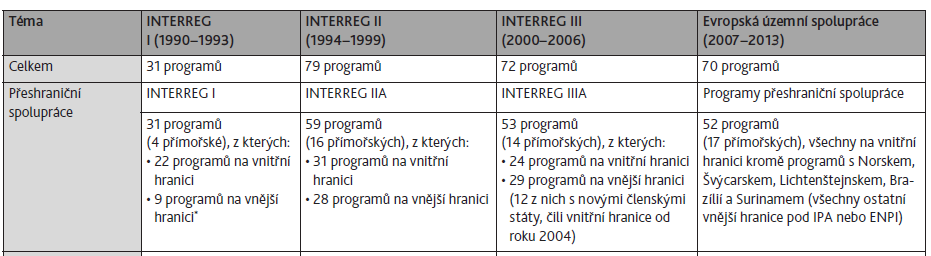 Téma
INTERREG
I (1990–1993)
INTERREG II
(1994–1999)
INTERREG III
(2000–2006)
Evropská územní spolupráce
(2007–2013)
Celkem
31 programů
79 programů
72 programů
70 programů
Přeshraniční
spolupráce
INTERREG I
INTERREG IIA
INTERREG IIIA
Programy přeshraniční spolupráce
31 programů
(4 přímořské), z kterých:
• 22 programů na vnitřní
hranici
• 9 programů na vnější
hranici*
59 programů
(16 přímořských), z kterých:
• 31 programů na vnitřní
hranici
• 28 programů na vnější hranici
53 programů
(14 přímořských), z kterých:
• 24 programů na vnitřní hranici
• 29 programů na vnější hranici
(12 z nich s novými členskými
státy, čili vnitřní hranice od
roku 2004)
52 programů
(17 přímořských), všechny na vnitřní
hranici kromě programů s Norskem,
Švýcarskem, Lichtenštejnskem, Bra-
zílií a Surinamem (všechny ostatní
vnější hranice pod IPA nebo ENPI)